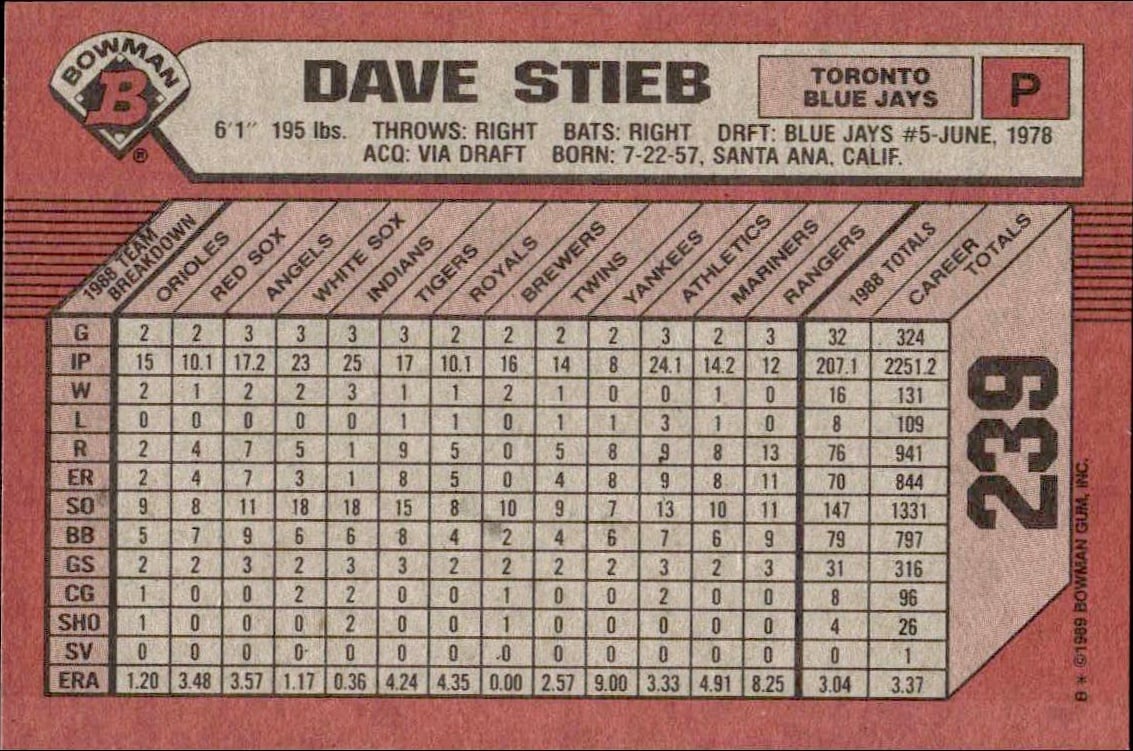 BOWMAN
B
®
DAVE STIEB
TORONTO
BLUE JAYS
P
6'1" 195 lbs. THROWS: RIGHT BATS: RIGHT DRFT: BLUE JAYS #5-JUNE, 1978
ACQ: VIA DRAFT BORN: 7-22-57, SANTA ANA, CALIF.
1988 TEAM BREAKDOWN ORIOLES RED SOX ANGELS WHITE SOX INDIANS TIGERS ROYALS BREWERS TWINS YANKEES ATHLETICS MARINERS RANGERS 1988 TOTALS CAREER TOTALS
G 2 2 3 3 3 3 2 2 2 2 3 2 3 32 324
IP 15 10.1 17.2 23 25 17 10.1 16 14 8 24.1 14.2 12 207.1 2251.2
W 2 1 2 2 3 1 1 2 1 0 0 1 0 16 131
L 0 0 0 0 0 1 1 0 1 1 3 1 0 8 109
R 2 4 7 5 1 9 5 0 5 8 9 8 13 76 941
ER 2 4 7 3 1 8 5 0 4 8 9 8 11 70 844
SO 9 8 11 18 18 15 8 10 9 7 13 10 11 147 1331
BB 5 7 9 6 6 8 4 2 4 6 7 6 9 79 797
GS 2 2 3 2 3 3 2 2 2 2 3 2 3 31 316
CG 1 0 0 2 2 0 0 1 0 0 2 0 0 8 96
SHO 1 0 0 0 2 0 0 1 0 0 0 0 0 4 26
SV 0 0 0 0 0 0 0 0 0 0 0 0 0 0 1
ERA 1.20 3.48 3.57 1.17 0.36 4.24 4.35 0.00 2.57 9.00 3.33 4.91 8.25 3.04 3.37
239
B * ©1989 BOWMAN GUM, INC.